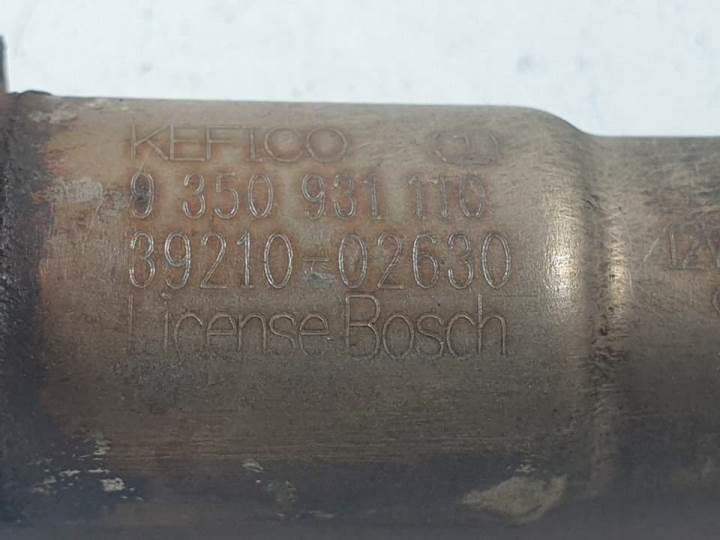 KEFICO
9 350 931 110
39210-02630
License Bosch